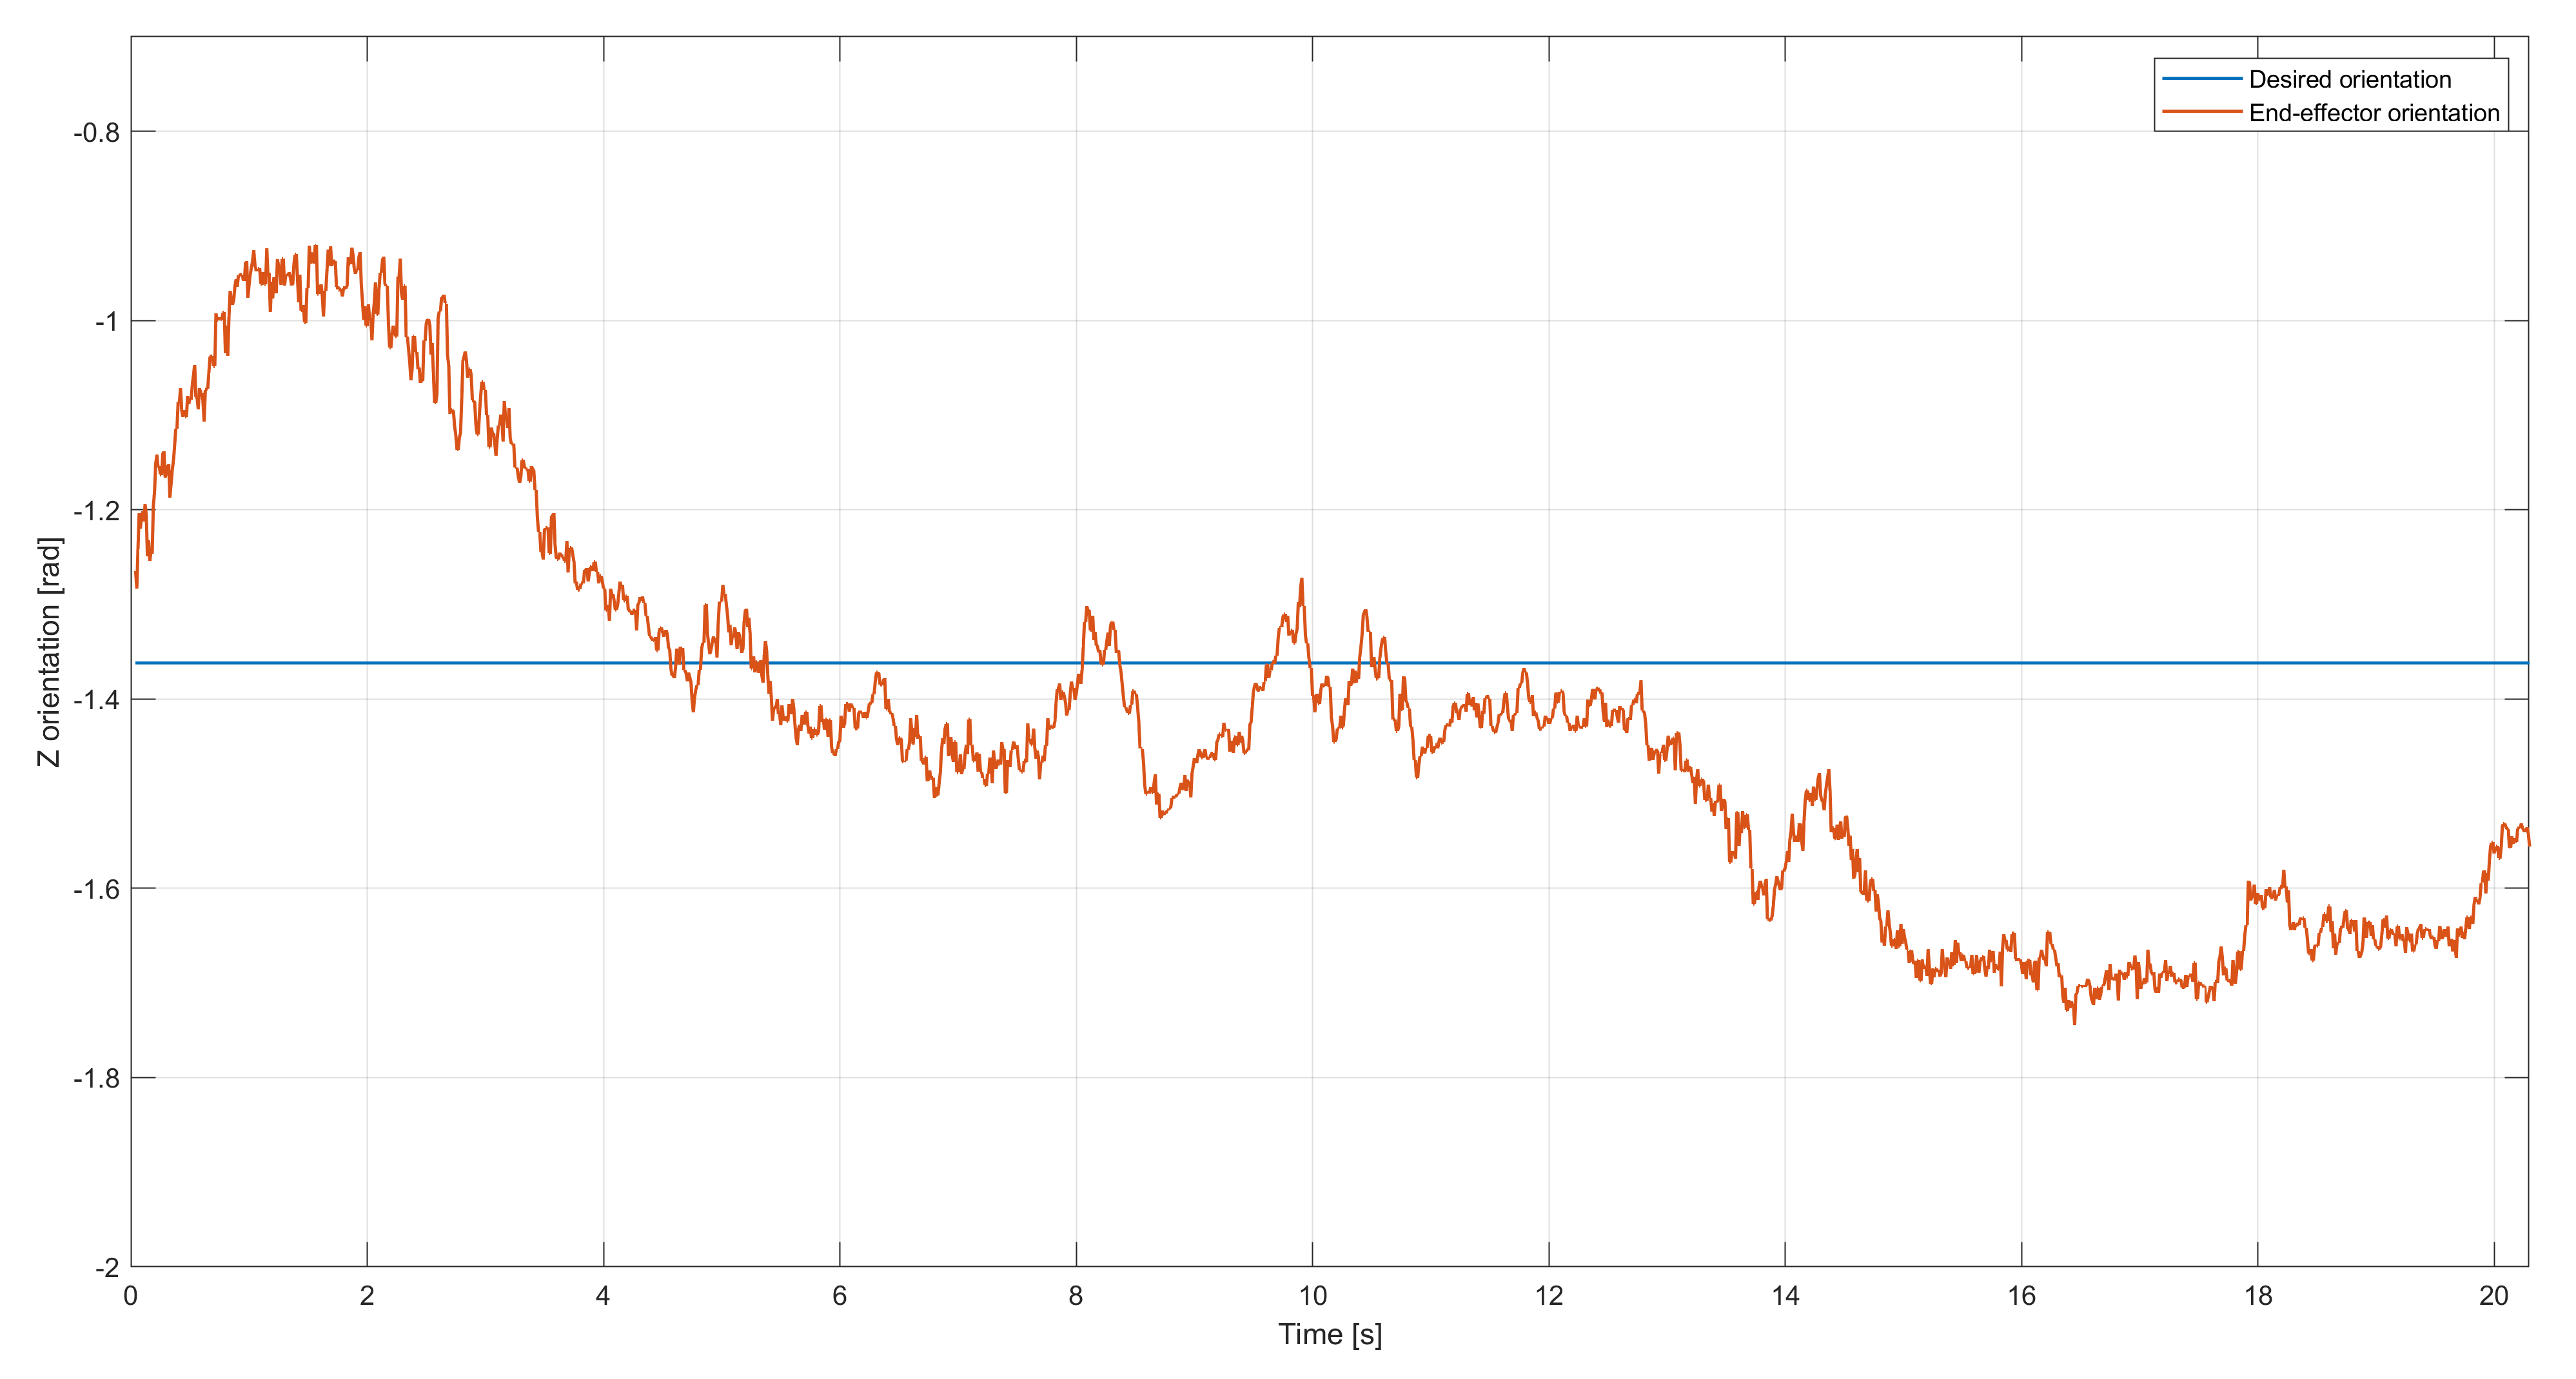 Desired orientation
End-effector orientation
-0.8
-1
-1.2
-1.4
-1.6
-1.8
-2
Z orientation [rad]
0 2 4 6 8 10 12 14 16 18 20
Time [s]